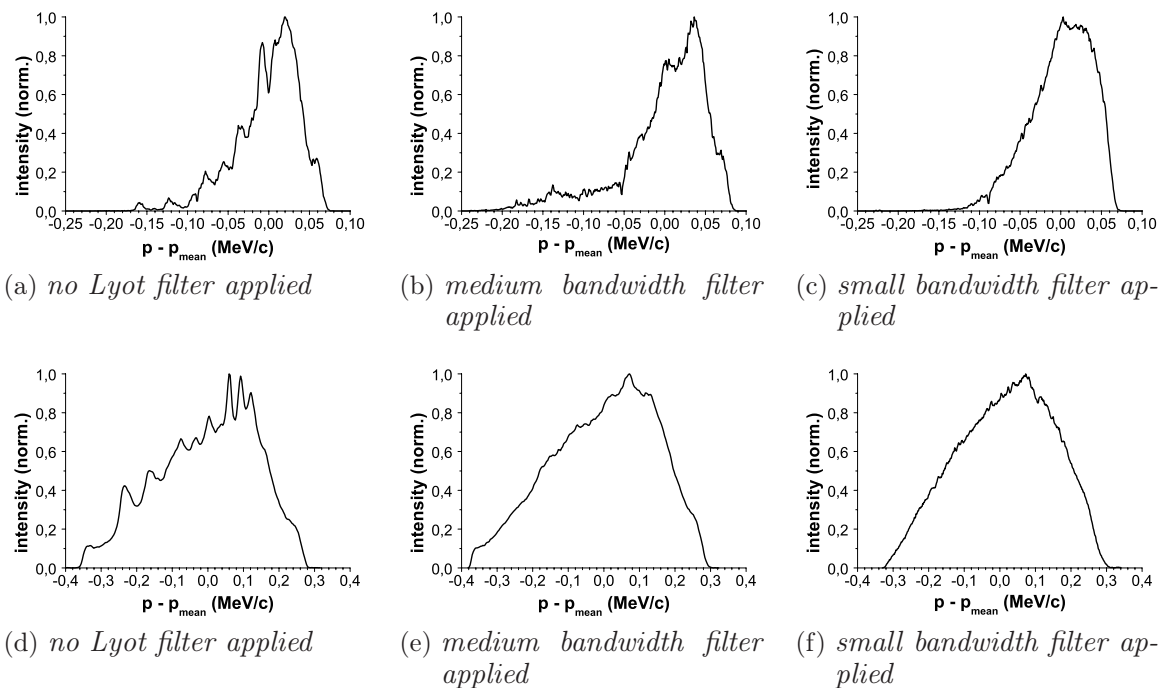 1,0
0,8
0,6
0,4
0,2
0,0
intensity (norm.)
-0,25 -0,20 -0,15 -0,10 -0,05 0,00 0,05 0,10
p - pmean (MeV/c)
(a) no Lyot filter applied
1,0
0,8
0,6
0,4
0,2
0,0
intensity (norm.)
-0,25 -0,20 -0,15 -0,10 -0,05 0,00 0,05 0,10
p - pmean (MeV/c)
(b) medium bandwidth filter
applied
1,0
0,8
0,6
0,4
0,2
0,0
intensity (norm.)
-0,25 -0,20 -0,15 -0,10 -0,05 0,00 0,05 0,10
p - pmean (MeV/c)
(c) small bandwidth filter ap-
plied
1,0
0,8
0,6
0,4
0,2
0,0
intensity (norm.)
-0,4 -0,3 -0,2 -0,1 0,0 0,1 0,2 0,3 0,4
p - pmean (MeV/c)
(d) no Lyot filter applied
1,0
0,8
0,6
0,4
0,2
0,0
intensity (norm.)
-0,4 -0,3 -0,2 -0,1 0,0 0,1 0,2 0,3 0,4
p - pmean (MeV/c)
(e) medium bandwidth filter
applied
1,0
0,8
0,6
0,4
0,2
0,0
intensity (norm.)
-0,4 -0,3 -0,2 -0,1 0,0 0,1 0,2 0,3 0,4
p - pmean (MeV/c)
(f) small bandwidth filter ap-
plied